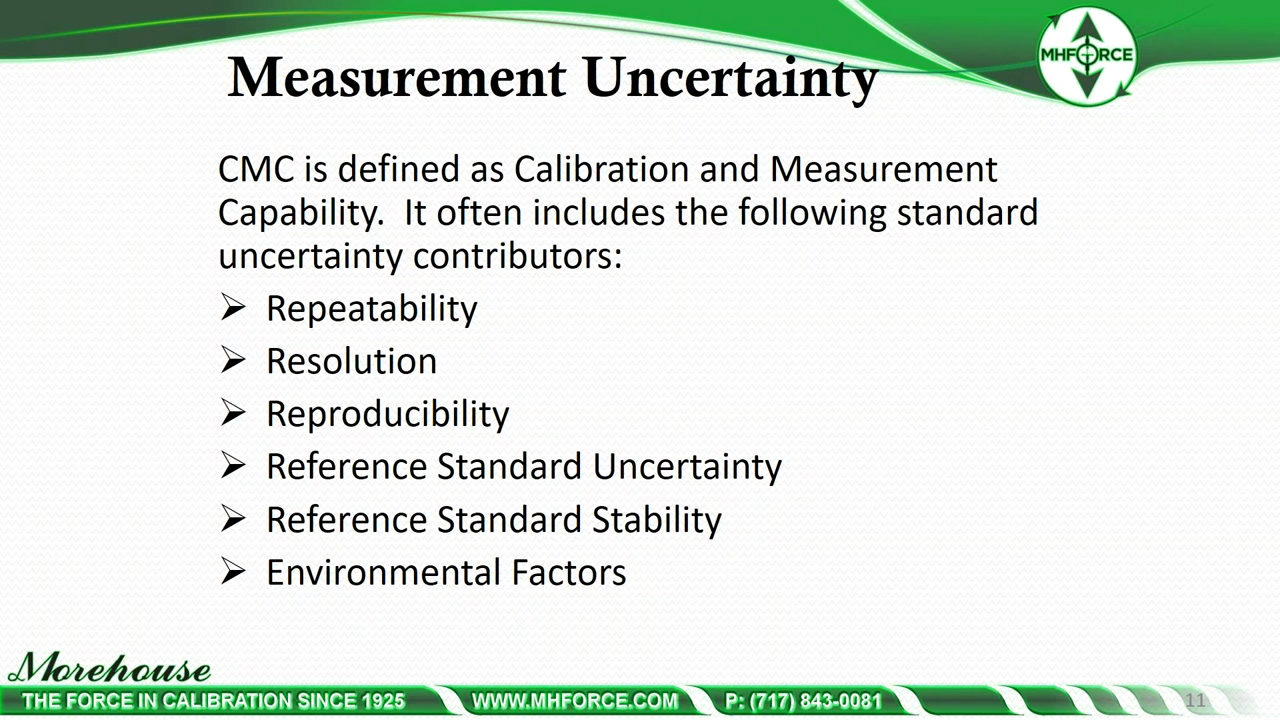 MHFORCE
Measurement Uncertainty
CMC is defined as Calibration and Measurement
Capability.  It often includes the following standard
uncertainty contributors:
➢ Repeatability
➢ Resolution
➢ Reproducibility
➢ Reference Standard Uncertainty
➢ Reference Standard Stability
➢ Environmental Factors
Morehouse
THE FORCE IN CALIBRATION SINCE 1925 WWW.MHFORCE.COM P: (717) 843-0081 11